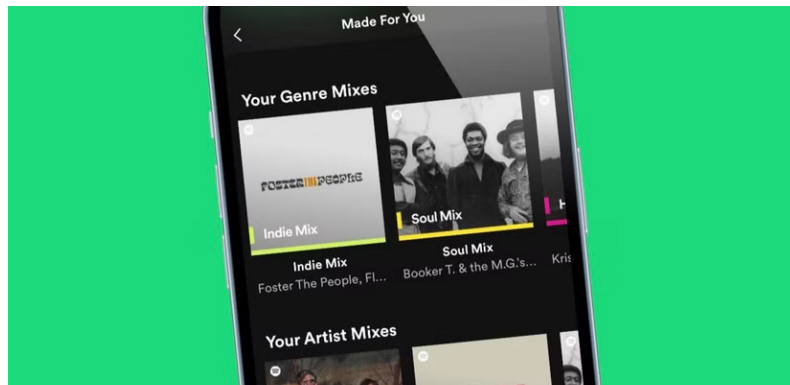 Made For You
Your Genre Mixes
FOSTER THE PEOPLE
Indie Mix
Soul Mix
H
Indie Mix
Foster The People, Fl...
Soul Mix
Booker T. & the M.G.'s...
Kris
Your Artist Mixes